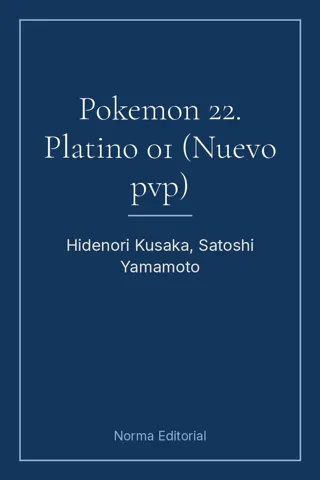 Pokemon 22.
Platino 01 (Nuevo
pvp)
Hidenori Kusaka, Satoshi
Yamamoto
Norma Editorial